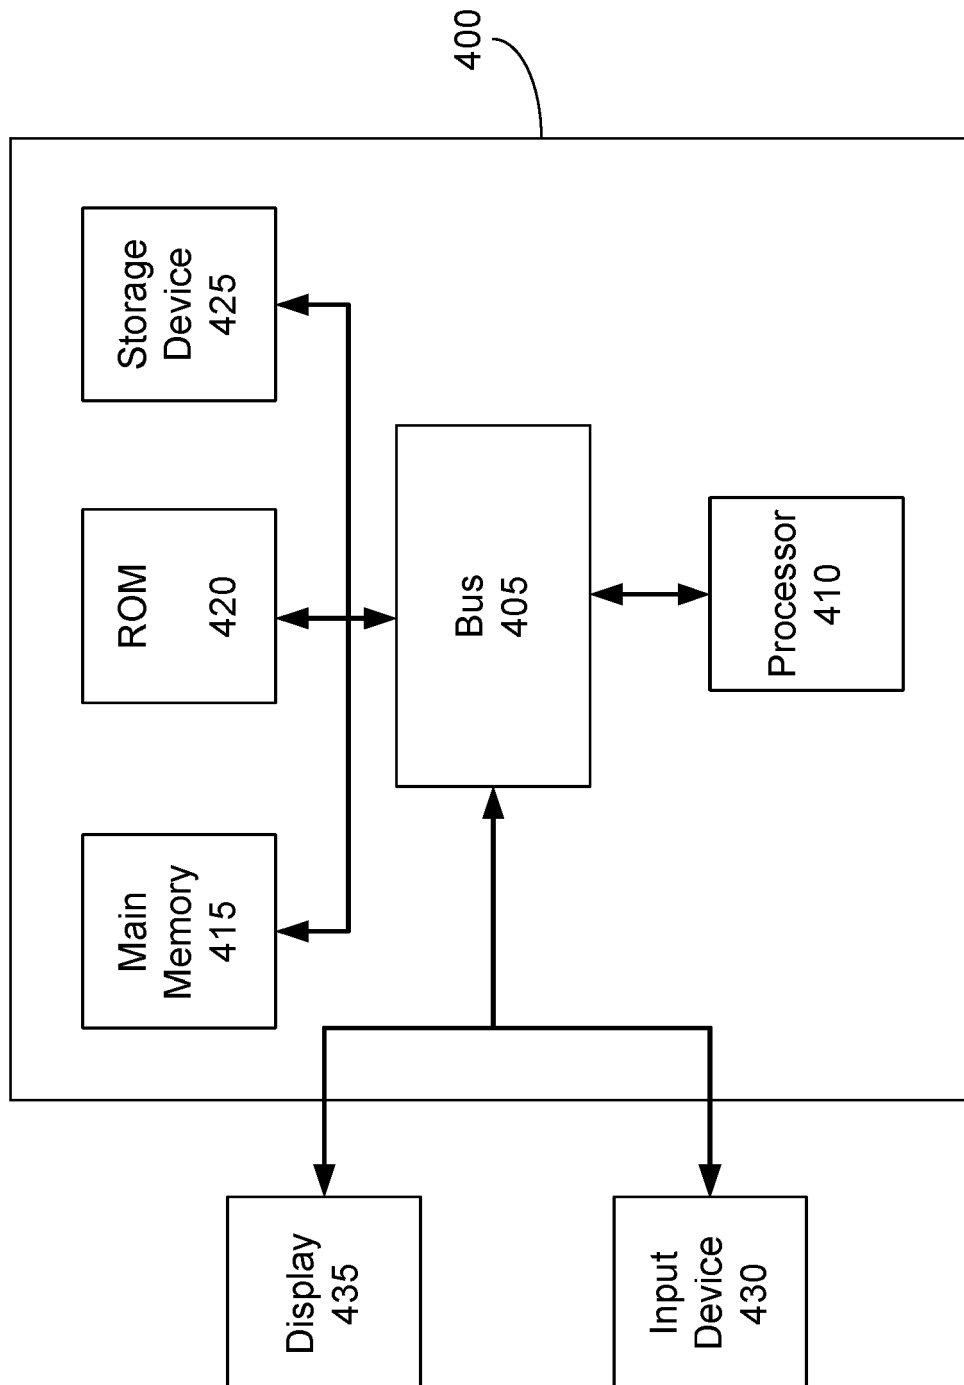 400
Storage
Device
425
ROM
420
Main
Memory
415
Bus
405
Processor
410
Display
435
Input
Device
430